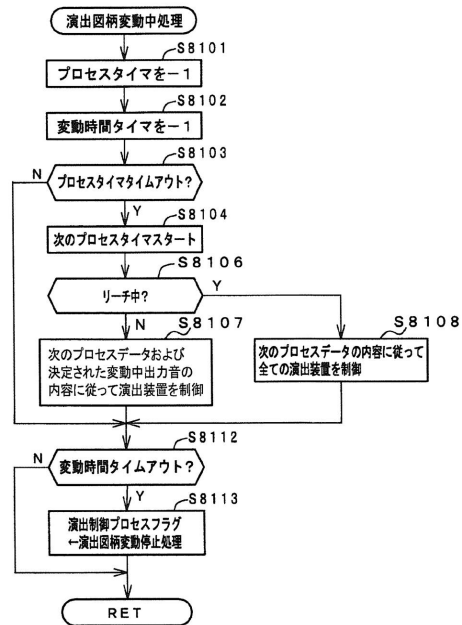 演出図柄変動中処理
S8101
プロセスタイマを－1
S8102
変動時間タイマを－1
S8103
N
プロセスタイマタイムアウト?
Y
S8104
次のプロセスタイマスタート
S8106
リーチ中?
Y
N
S8107
次のプロセスデータおよび
決定された変動中出力音の
内容に従って演出装置を制御
S8108
次のプロセスデータの内容に従って
全ての演出装置を制御
S8112
N
変動時間タイムアウト?
Y
S8113
演出制御プロセスフラグ
←演出図柄変動停止処理
RET